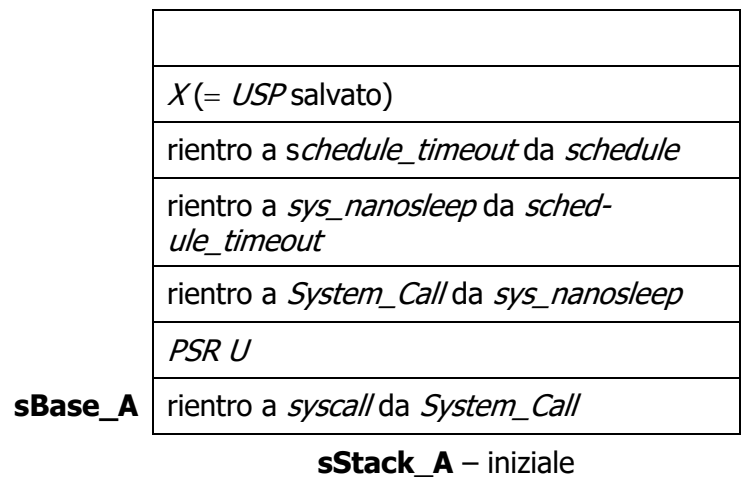 X (= USP salvato)
rientro a schedule_timeout da schedule
rientro a sys_nanosleep da sched-
ule_timeout
rientro a System_Call da sys_nanosleep
PSR U
sBase_A rientro a syscall da System_Call
sStack_A – iniziale